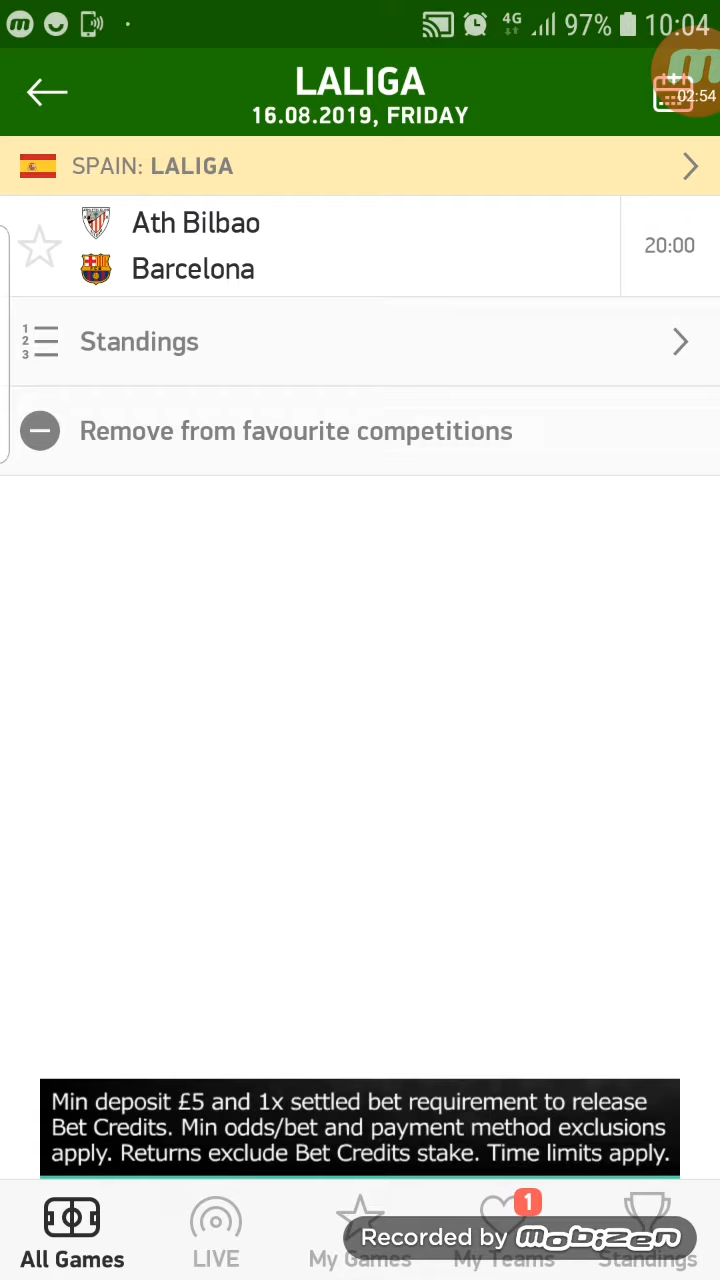 4G 97% 10:04
LALIGA
16.08.2019, FRIDAY
02:54
SPAIN: LALIGA
Ath Bilbao
20:00
Barcelona
1
2
3
Standings
Remove from favourite competitions
Min deposit £5 and 1x settled bet requirement to release
Bet Credits. Min odds/bet and payment method exclusions
apply. Returns exclude Bet Credits stake. Time limits apply.
1
Recorded by mobizen
All Games LIVE My Games My Teams Standings